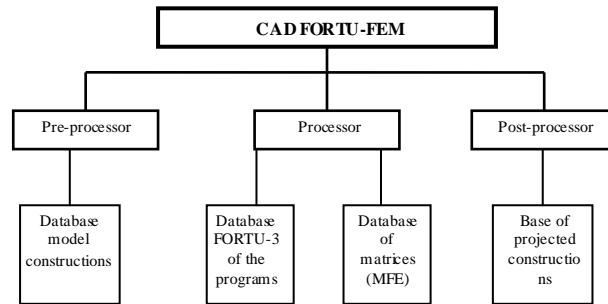 CAD FORTU-FEM
Pre-processor
Processor
Post-processor
Database
model
constructions
Database
FORTU-3
of the
programs
Database
of
matrices
(MFE)
Base of
projected
constructio
ns